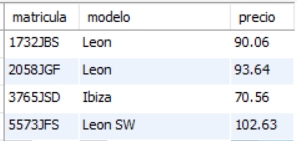 matricula modelo precio
1732JBS Leon 90.06
2058JGF Leon 93.64
3765JSD Ibiza 70.56
5573JFS Leon SW 102.63